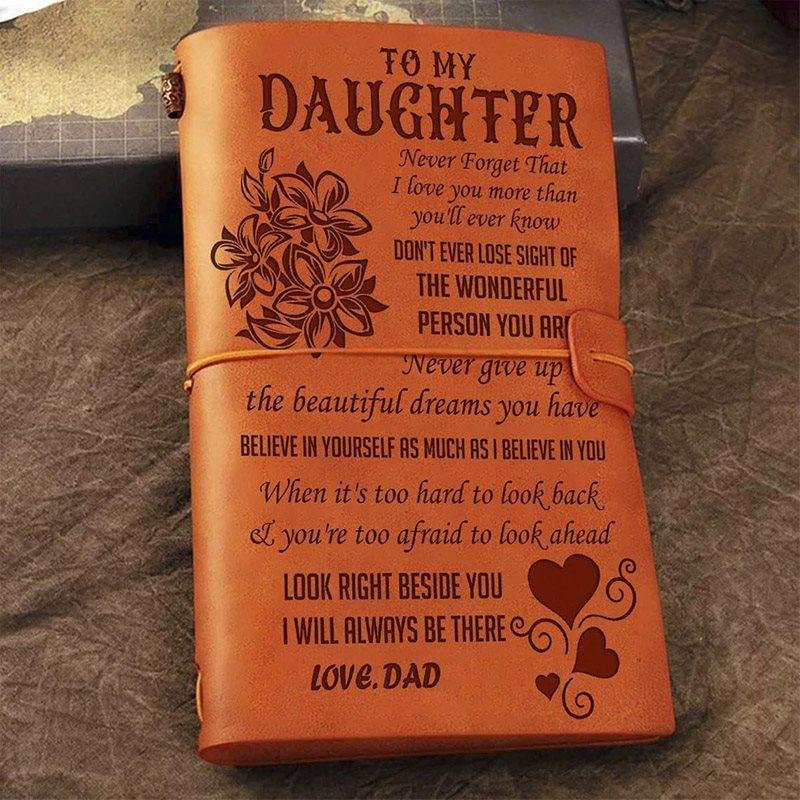 TO MY
DAUGHTER
Never Forget That
I love you more than
you'll ever know
DON'T EVER LOSE SIGHT OF
THE WONDERFUL
PERSON YOU ARE
Never give up
the beautiful dreams you have
BELIEVE IN YOURSELF AS MUCH AS I BELIEVE IN YOU
When it's too hard to look back
& you're too afraid to look ahead
LOOK RIGHT BESIDE YOU
I WILL ALWAYS BE THERE
LOVE. DAD